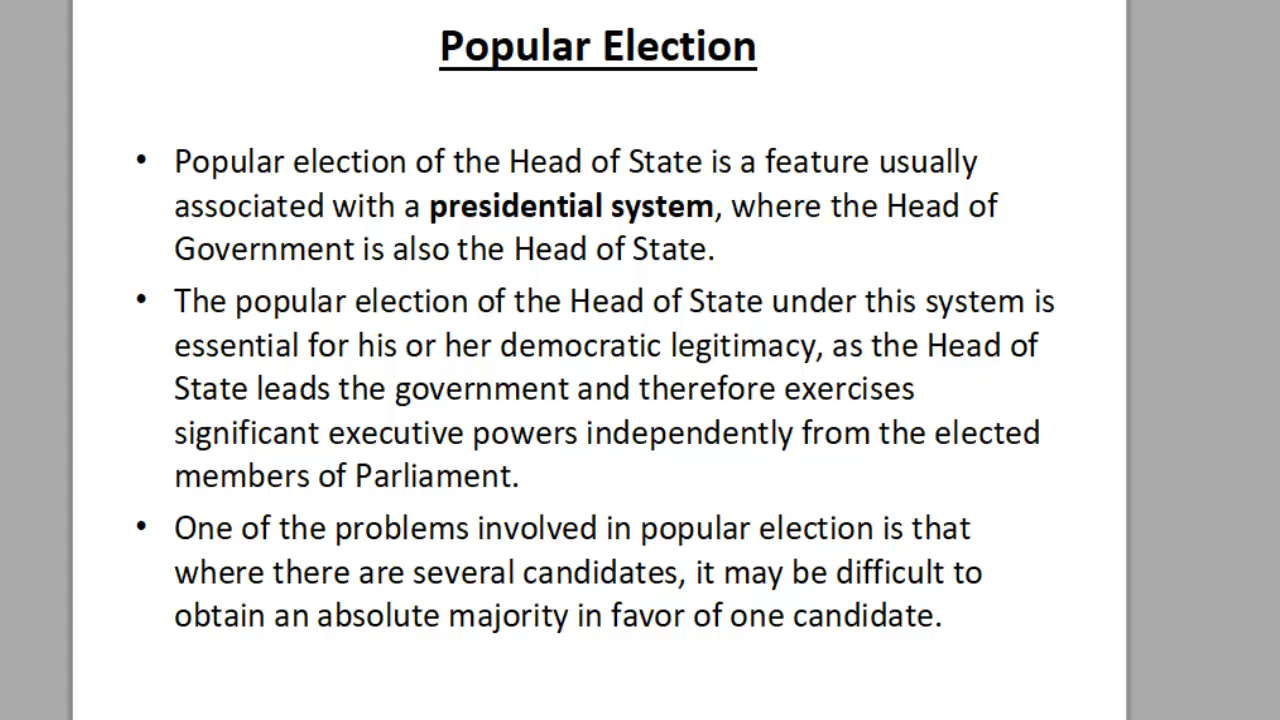 Popular Election
• Popular election of the Head of State is a feature usually
associated with a presidential system, where the Head of
Government is also the Head of State.
• The popular election of the Head of State under this system is
essential for his or her democratic legitimacy, as the Head of
State leads the government and therefore exercises
significant executive powers independently from the elected
members of Parliament.
• One of the problems involved in popular election is that
where there are several candidates, it may be difficult to
obtain an absolute majority in favor of one candidate.